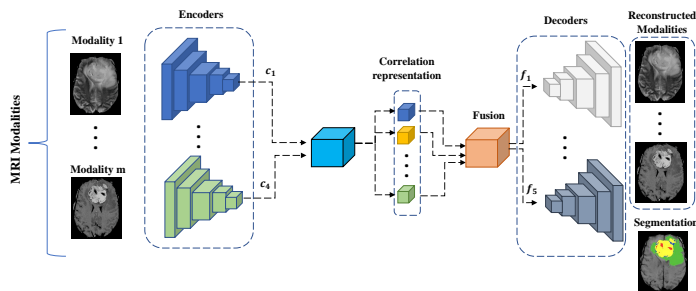 MRI Modalities
Modality 1
Modality m
Encoders
c₁
c₄
Correlation
representation
Fusion
f₁
f₅
Decoders
Reconstructed
Modalities
Segmentation